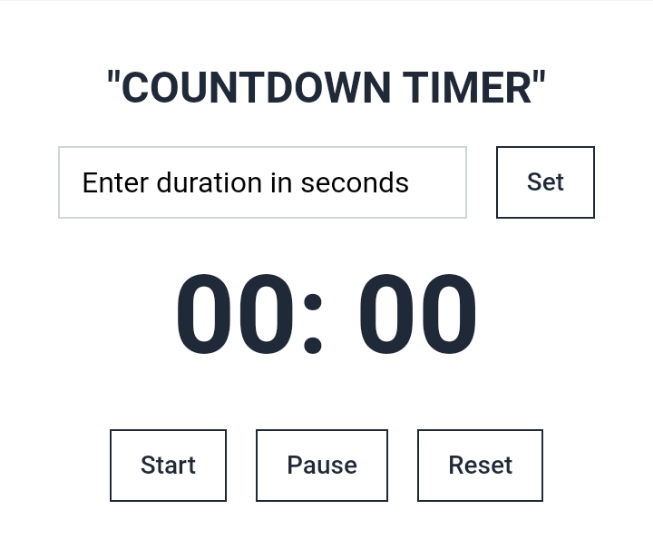 "COUNTDOWN TIMER"
Enter duration in seconds
Set
00: 00
Start
Pause
Reset